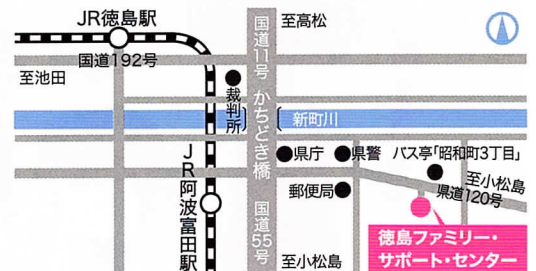 JR徳島駅
至高松
国道192号
国道11号
至池田
裁判所
かちどき橋
新町川
県庁
県警
バス亭「昭和町3丁目」
JR阿波富田駅
至小松島
県道120号
郵便局
国道55号
至小松島
徳島ファミリー・
サポート・センター